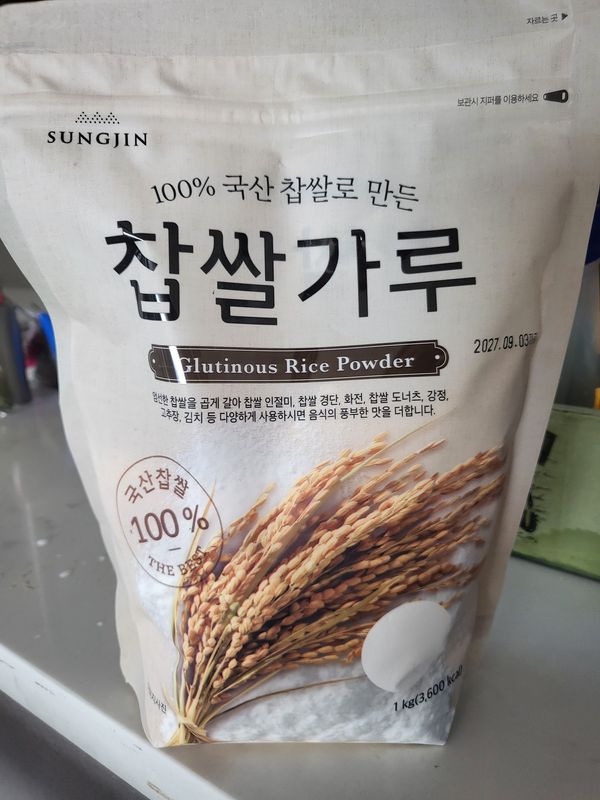 자르는 곳 ▶
보관시 지퍼를 이용하세요
SUNGJIN
100% 국산 찹쌀로 만든
찹쌀가루
2027.09.03
Glutinous Rice Powder
엄선한 찹쌀을 곱게 갈아 찹쌀 인절미, 찹쌀 경단, 화전, 찹쌀 도너츠, 강정,
고추장, 김치 등 다양하게 사용하시면 음식의 풍부한 맛을 더합니다.
국산찹쌀
100%
THE BEST
1 kg(3,600 kcal)